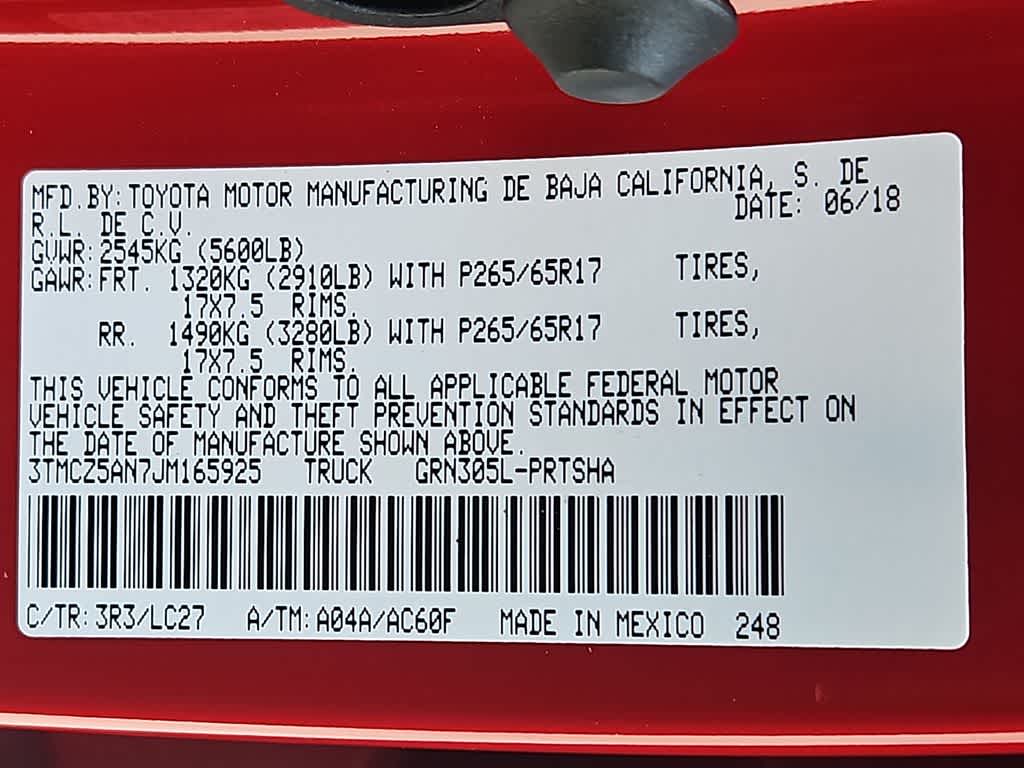 MFD.BY:TOYOTA MOTOR MANUFACTURING DE BAJA CALIFORNIA, S. DE
R.L. DE C.V. DATE: 06/18
GVWR:2545KG (5600LB)
GAWR:FRT. 1320KG (2910LB) WITH P265/65R17 TIRES,
17X7.5 RIMS.
RR. 1490KG (3280LB) WITH P265/65R17 TIRES,
17X7.5 RIMS.
THIS VEHICLE CONFORMS TO ALL APPLICABLE FEDERAL MOTOR
VEHICLE SAFETY AND THEFT PREVENTION STANDARDS IN EFFECT ON
THE DATE OF MANUFACTURE SHOWN ABOVE.
3TMCZ5AN7JM165925 TRUCK GRN305L-PRTSHA
C/TR:3R3/LC27 A/TM:A04A/AC60F MADE IN MEXICO 248